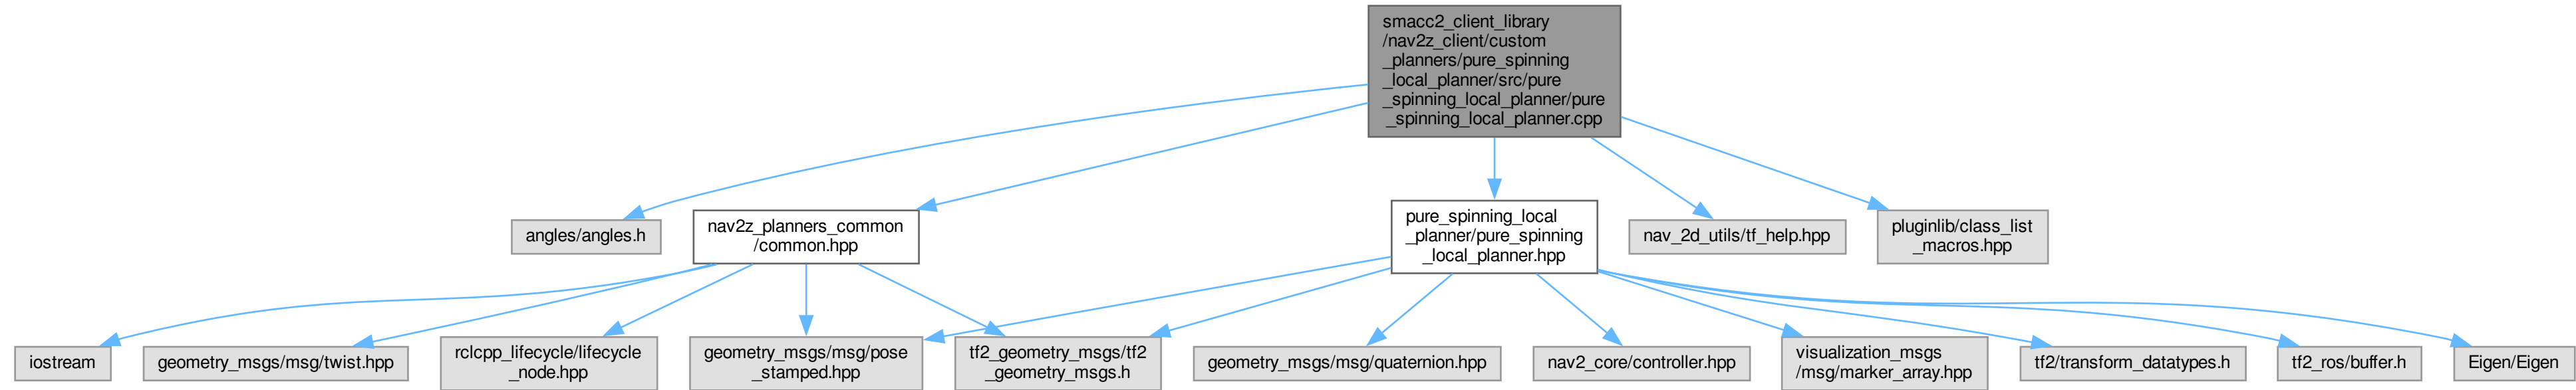 smacc2_client_library
/nav2z_client/custom
_planners/pure_spinning
_local_planner/src/pure
_spinning_local_planner/pure
_spinning_local_planner.cpp
angles/angles.h
nav2z_planners_common
/common.hpp
pure_spinning_local
_planner/pure_spinning
_local_planner.hpp
nav_2d_utils/tf_help.hpp
pluginlib/class_list
_macros.hpp
iostream
geometry_msgs/msg/twist.hpp
rclcpp_lifecycle/lifecycle
_node.hpp
geometry_msgs/msg/pose
_stamped.hpp
tf2_geometry_msgs/tf2
_geometry_msgs.h
geometry_msgs/msg/quaternion.hpp
nav2_core/controller.hpp
visualization_msgs
/msg/marker_array.hpp
tf2/transform_datatypes.h
tf2_ros/buffer.h
Eigen/Eigen